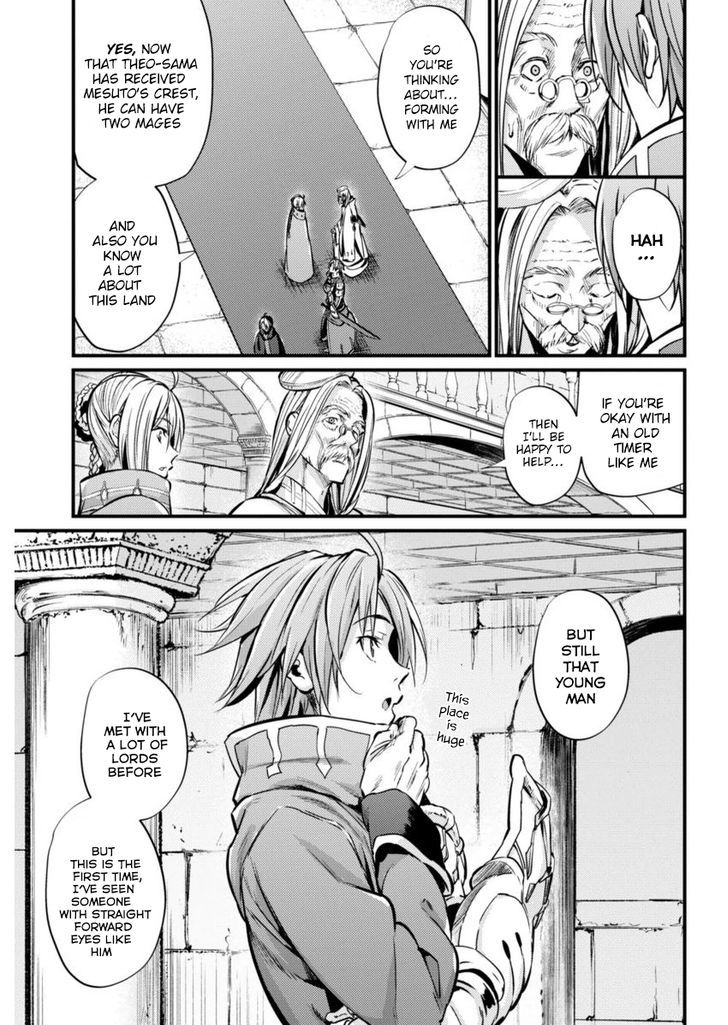 HAH
...
SO
YOU'RE
THINKING
ABOUT...
FORMING
WITH ME
YES, NOW
THAT THEO-SAMA
HAS RECEIVED
MESUTO'S CREST,
HE CAN HAVE
TWO MAGES
AND
ALSO YOU
KNOW
A LOT
ABOUT
THIS LAND
IF YOU'RE
OKAY WITH
AN OLD
TIMER
LIKE ME
THEN
I'LL BE
HAPPY TO
HELP...
BUT
STILL THAT
YOUNG
MAN
This
Place
is
huge
I'VE
MET WITH
A LOT OF
LORDS
BEFORE
BUT
THIS IS THE
FIRST TIME,
I'VE SEEN
SOMEONE
WITH STRAIGHT
FORWARD
EYES LIKE
HIM